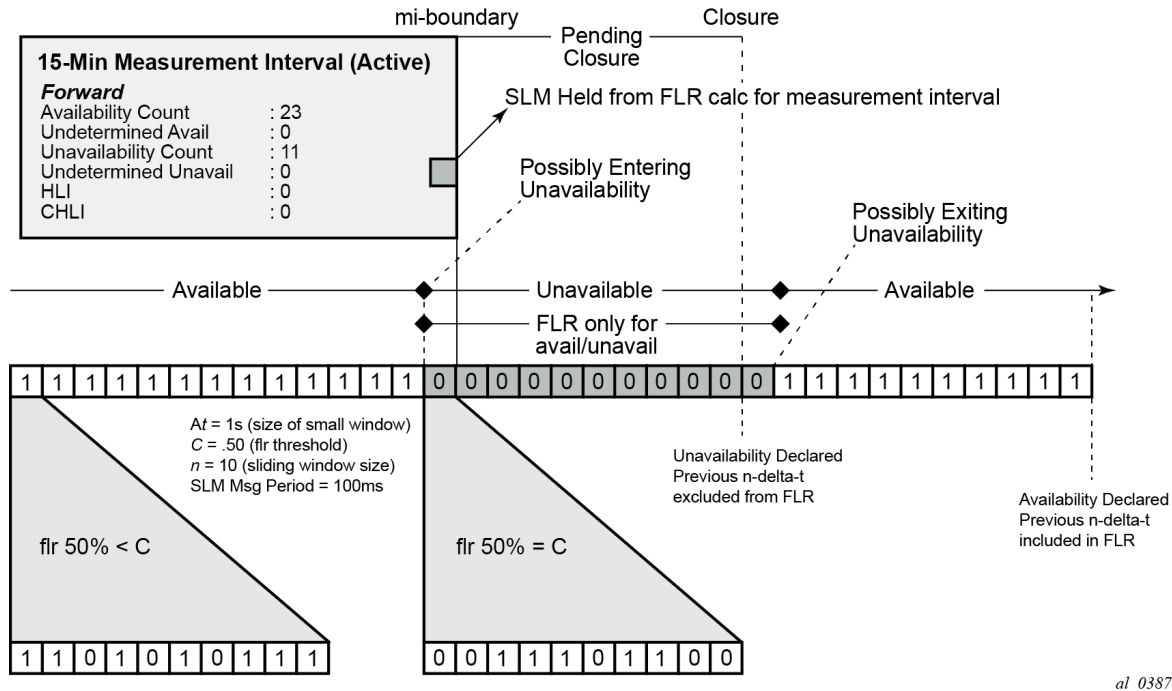 mi-boundary
Closure
Pending
Closure
15-Min Measurement Interval (Active)
Forward
Availability Count : 23
Undetermined Avail : 0
Unavailability Count : 11
Undetermined Unavail : 0
HLI : 0
CHLI : 0
SLM Held from FLR calc for measurement interval
Possibly Entering
Unavailability
Possibly Exiting
Unavailability
Available
Unavailable
Available
FLR only for
avail/unavail
1 1 1 1 1 1 1 1 1 1 1 1 1 0 0 0 0 0 0 0 0 0 0 0 1 1 1 1 1 1 1 1 1 1
At = 1s (size of small window)
C = .50 (flr threshold)
n = 10 (sliding window size)
SLM Msg Period = 100ms
Unavailability Declared
Previous n-delta-t
excluded from FLR
Availability Declared
Previous n-delta-t
included in FLR
flr 50% < C
flr 50% = C
1 1 0 1 0 1 0 1 1 1
0 0 1 1 1 0 1 1 0 0
al_0387